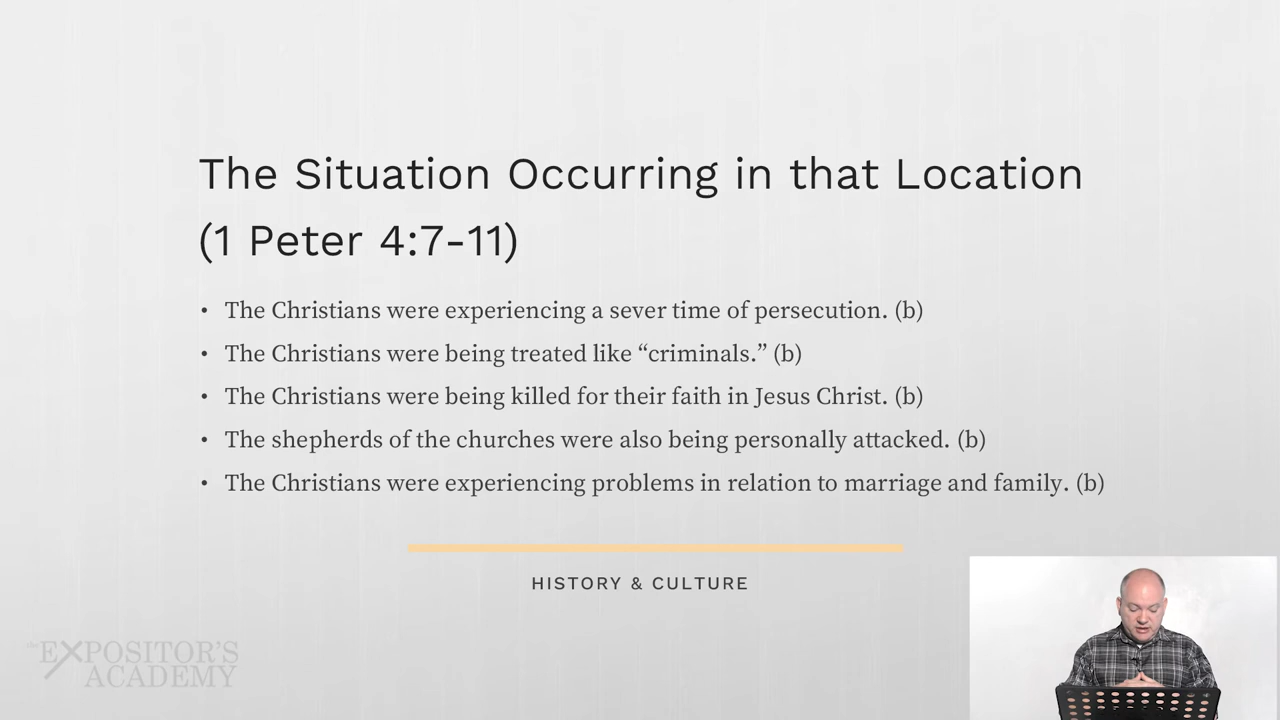 The Situation Occurring in that Location
(1 Peter 4:7-11)
• The Christians were experiencing a sever time of persecution. (b)
• The Christians were being treated like “criminals.” (b)
• The Christians were being killed for their faith in Jesus Christ. (b)
• The shepherds of the churches were also being personally attacked. (b)
• The Christians were experiencing problems in relation to marriage and family. (b)
HISTORY & CULTURE
the EXPOSITOR'S
ACADEMY